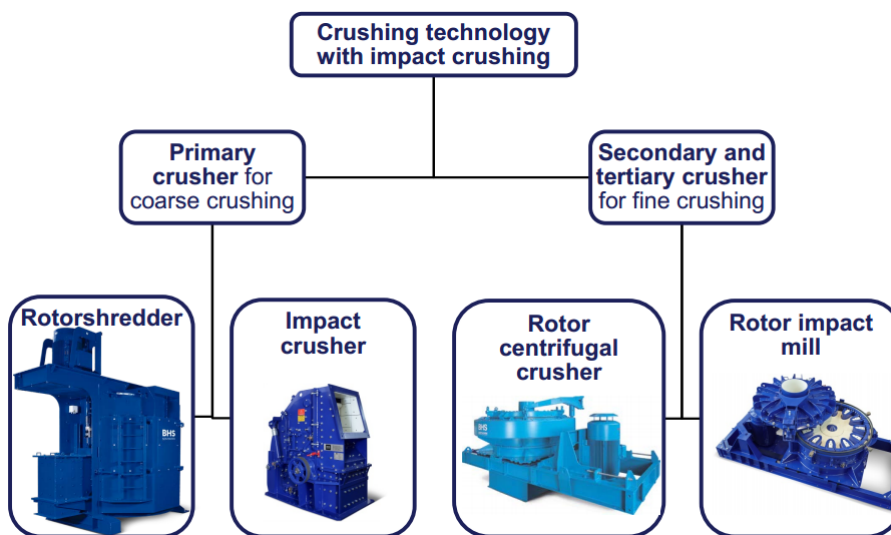 Crushing technology
with impact crushing
Primary
crusher for
coarse crushing
Secondary and
tertiary crusher
for fine crushing
Rotorshredder
Impact
crusher
Rotor
centrifugal
crusher
Rotor impact
mill
BHS
BHS